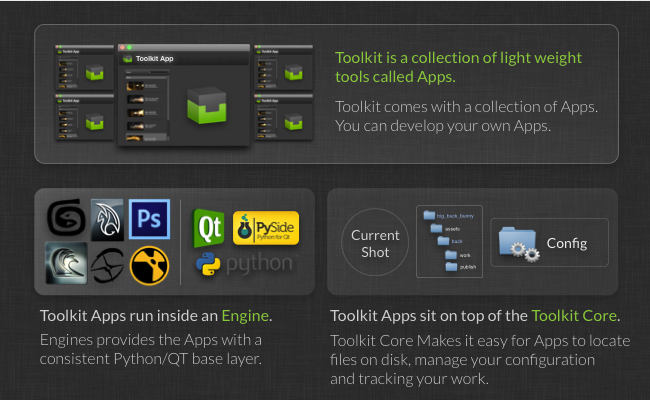 Toolkit App
Toolkit is a collection of light weight
tools called Apps.
Toolkit comes with a collection of Apps.
You can develop your own Apps.
Ps
Qt
PySide
Python for Qt
python
Current
Shot
big_buck_bunny
assets
buck
work
publish
Config
Toolkit Apps run inside an Engine.
Engines provides the Apps with a
consistent Python/QT base layer.
Toolkit Apps sit on top of the Toolkit Core.
Toolkit Core Makes it easy for Apps to locate
files on disk, manage your configuration
and tracking your work.